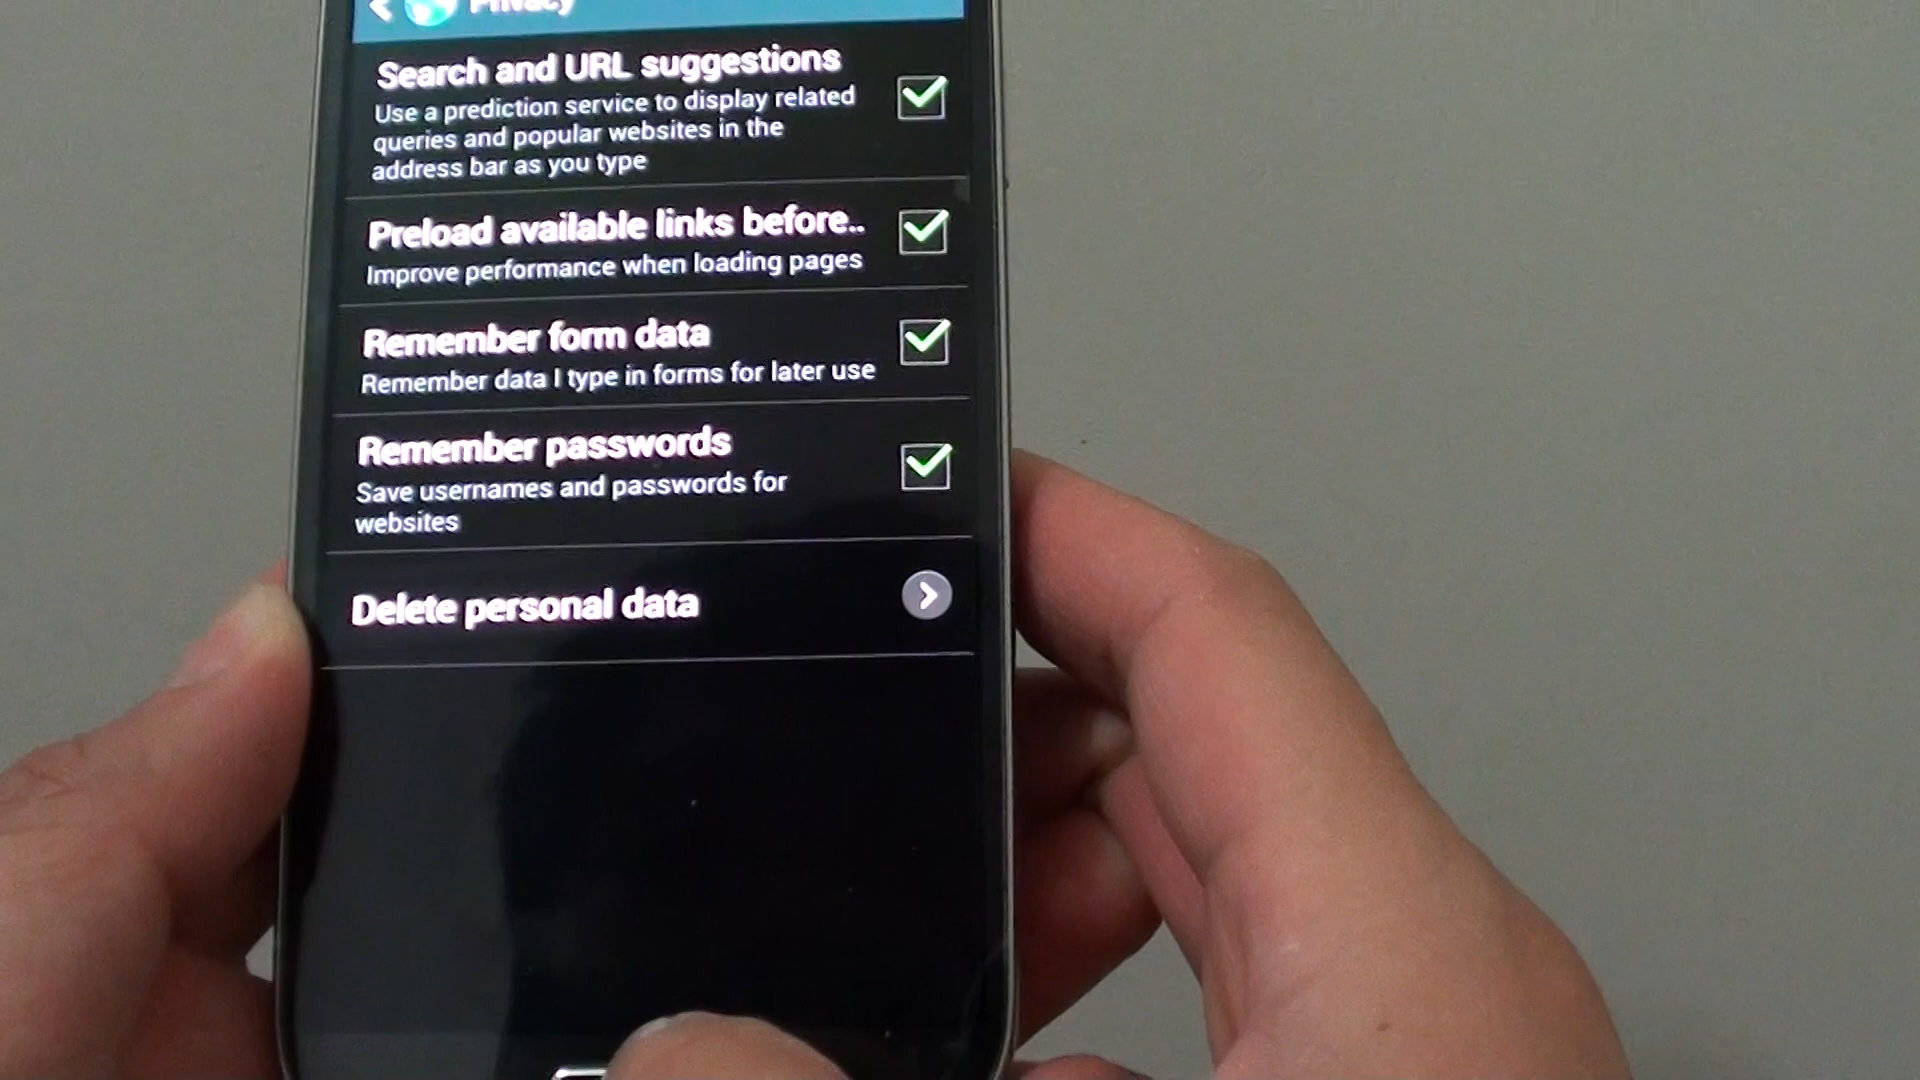 Privacy
Search and URL suggestions
Use a prediction service to display related
queries and popular websites in the
address bar as you type
Preload available links before..
Improve performance when loading pages
Remember form data
Remember data I type in forms for later use
Remember passwords
Save usernames and passwords for
websites
Delete personal data